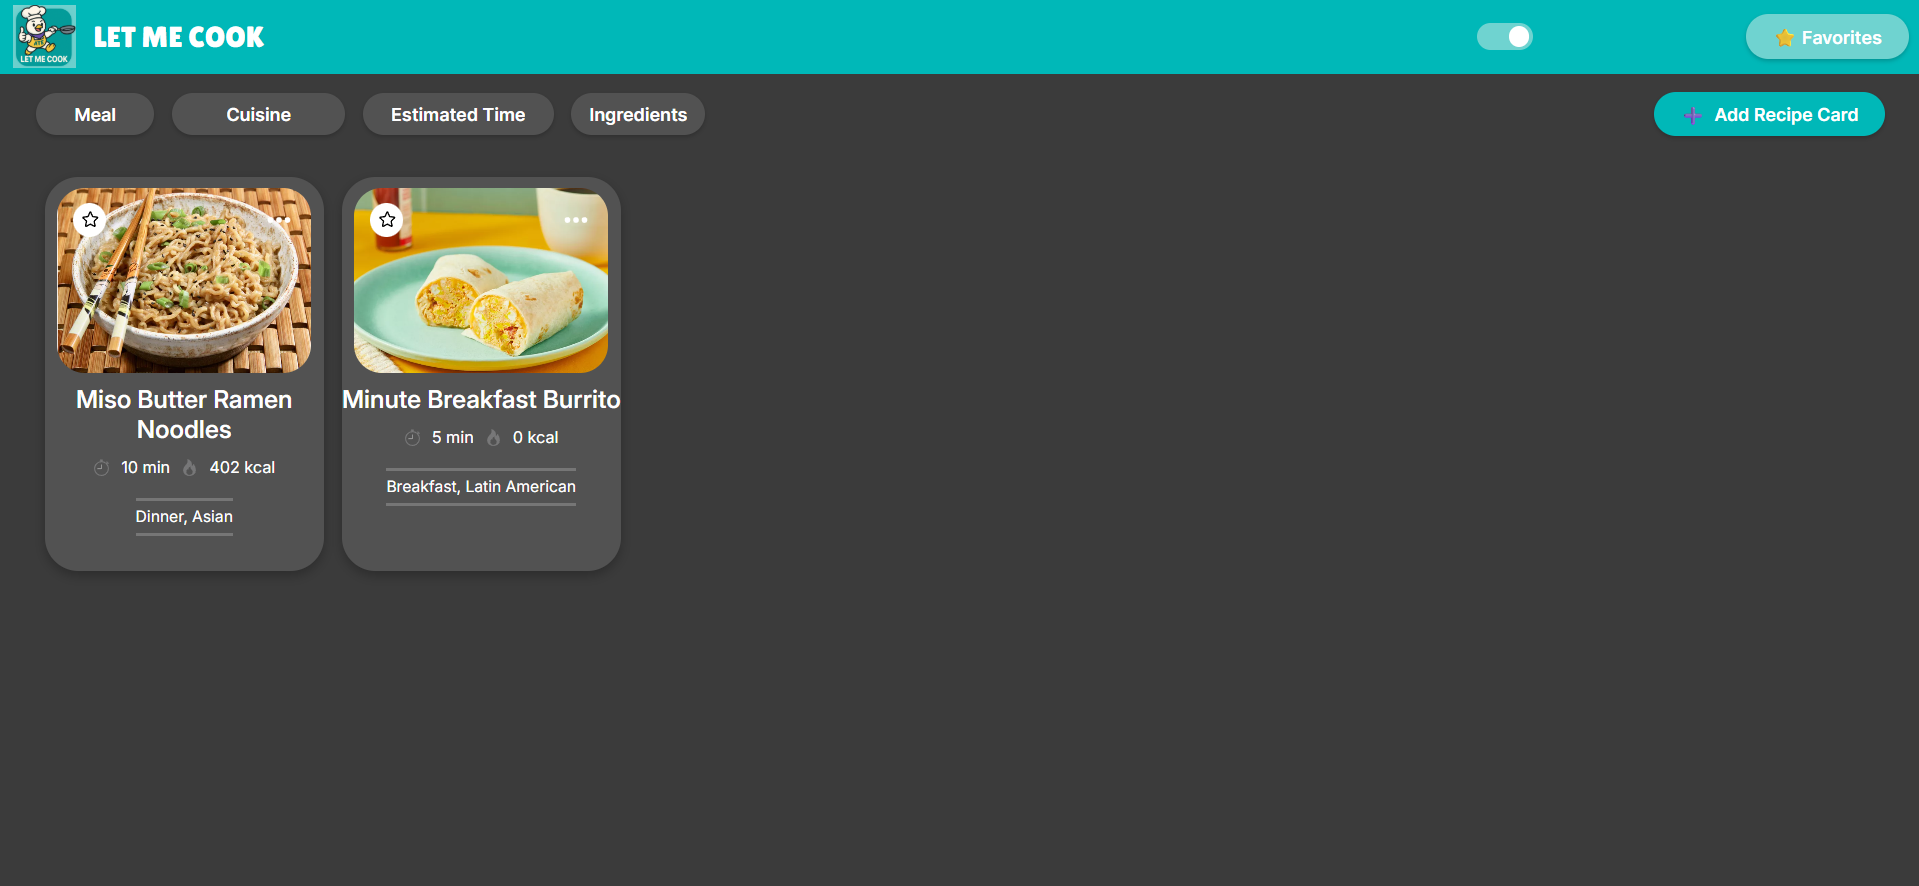 LET ME COOK
LET ME COOK
Favorites
Meal
Cuisine
Estimated Time
Ingredients
Add Recipe Card
Miso Butter Ramen
Noodles
10 min
402 kcal
Dinner, Asian
Minute Breakfast Burrito
5 min
0 kcal
Breakfast, Latin American